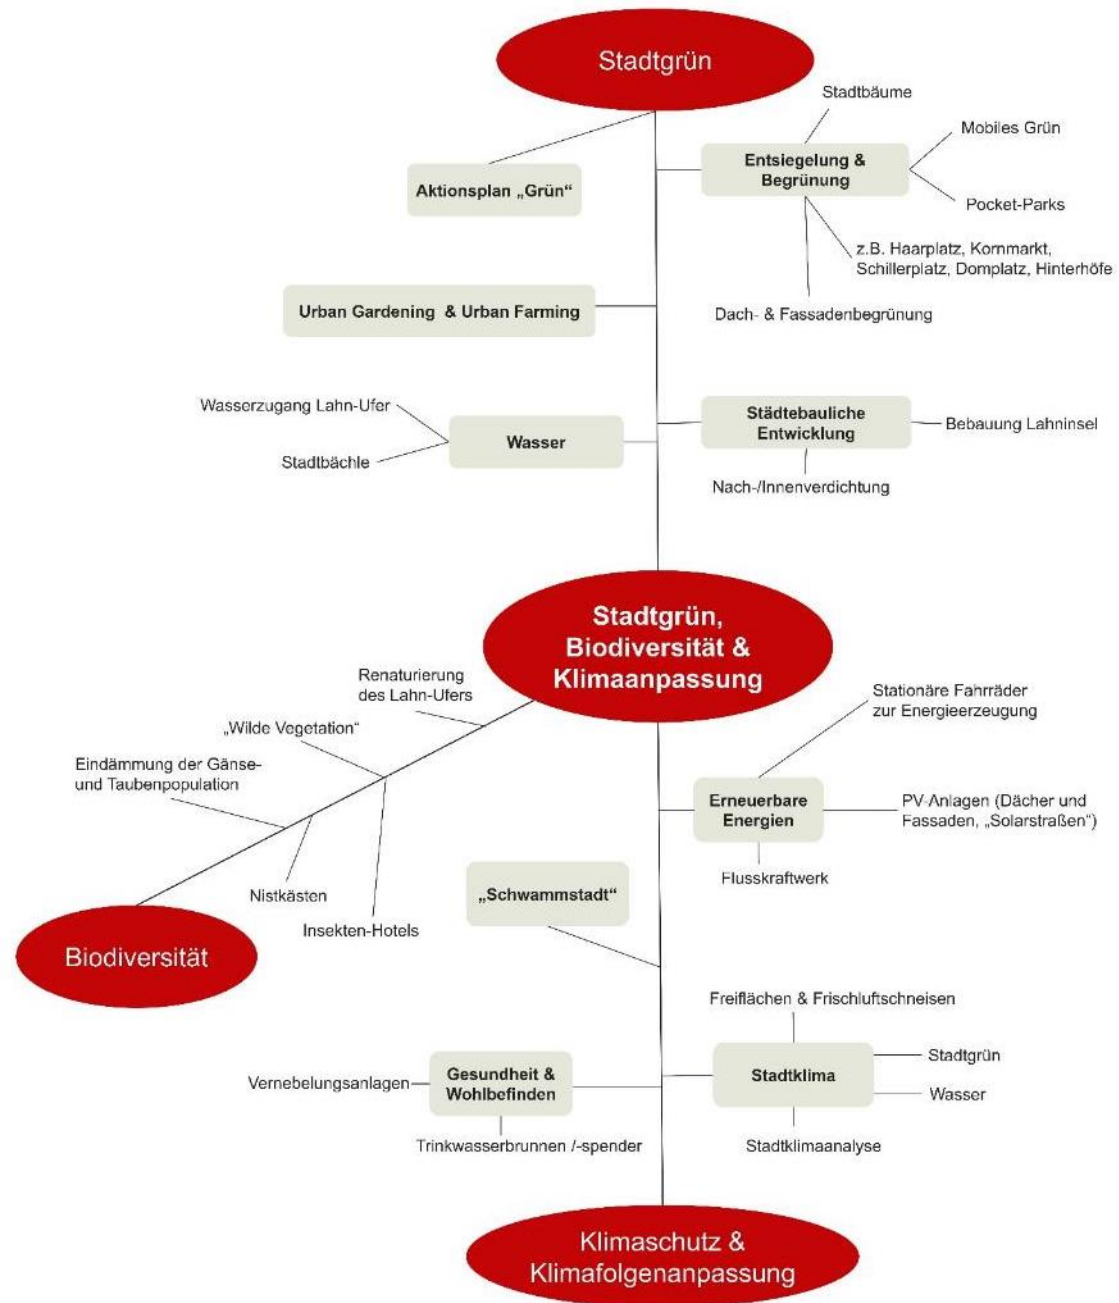 Stadtgrün
Stadtbäume
Mobiles Grün
Entsiegelung &
Begrünung
Aktionsplan „Grün“
Pocket-Parks
z.B. Haarplatz, Kornmarkt,
Schillerplatz, Domplatz, Hinterhöfe
Urban Gardening & Urban Farming
Dach- & Fassadenbegrünung
Wasserzugang Lahn-Ufer
Wasser
Stadtbächle
Städtebauliche
Entwicklung
Bebauung Lahninsel
Nach-/Innenverdichtung
Stadtgrün,
Biodiversität &
Klimaanpassung
Renaturierung
des Lahn-Ufers
„Wilde Vegetation“
Eindämmung der Gänse-
und Taubenpopulation
Nistkästen
Insekten-Hotels
Biodiversität
Stationäre Fahrräder
zur Energieerzeugung
Erneuerbare
Energien
PV-Anlagen (Dächer und
Fassaden, „Solarstraßen“)
Flusskraftwerk
„Schwammstadt“
Freiflächen & Frischluftschneisen
Stadtklima
Stadtgrün
Wasser
Stadtklimaanalyse
Vernebelungsanlagen
Gesundheit &
Wohlbefinden
Trinkwasserbrunnen /-spender
Klimaschutz &
Klimafolgenanpassung